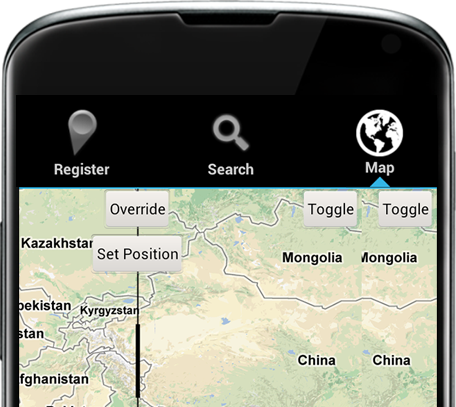 Register
Search
Map
Override
Toggle
Toggle
Kazakhstan
Set Position
Mongolia
Mongolia
bekistan
Kyrgyzstan
stan
China
China
fghanistan